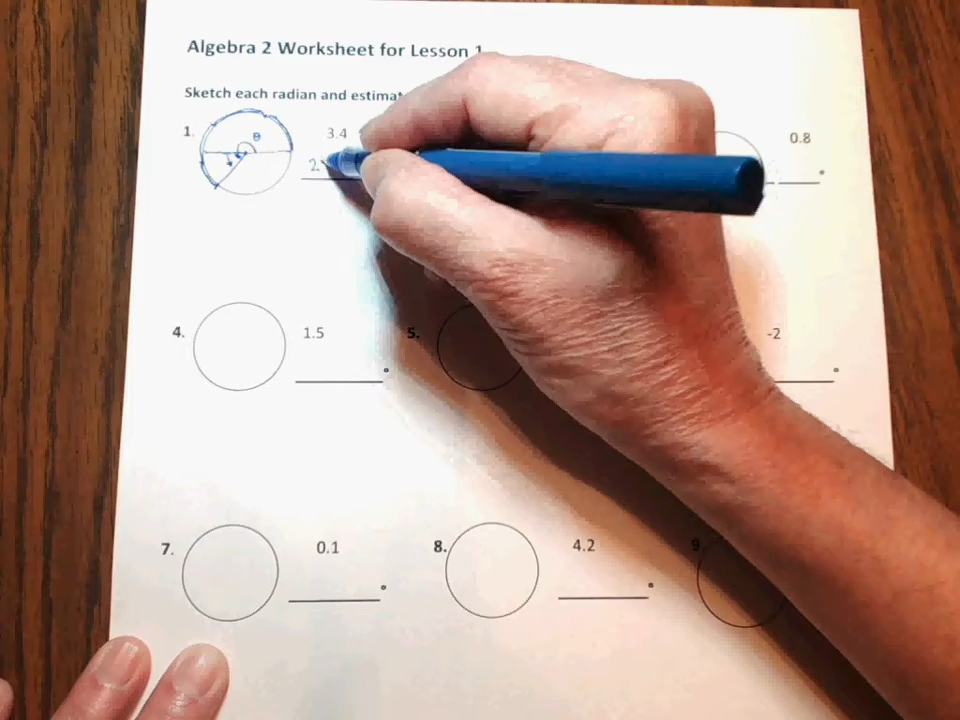 Algebra 2 Worksheet for Lesson 1
Sketch each radian and
1. θ 3.4 0.8
2.
4. 1.5 5. -2
7. 0.1 8. 4.2 9